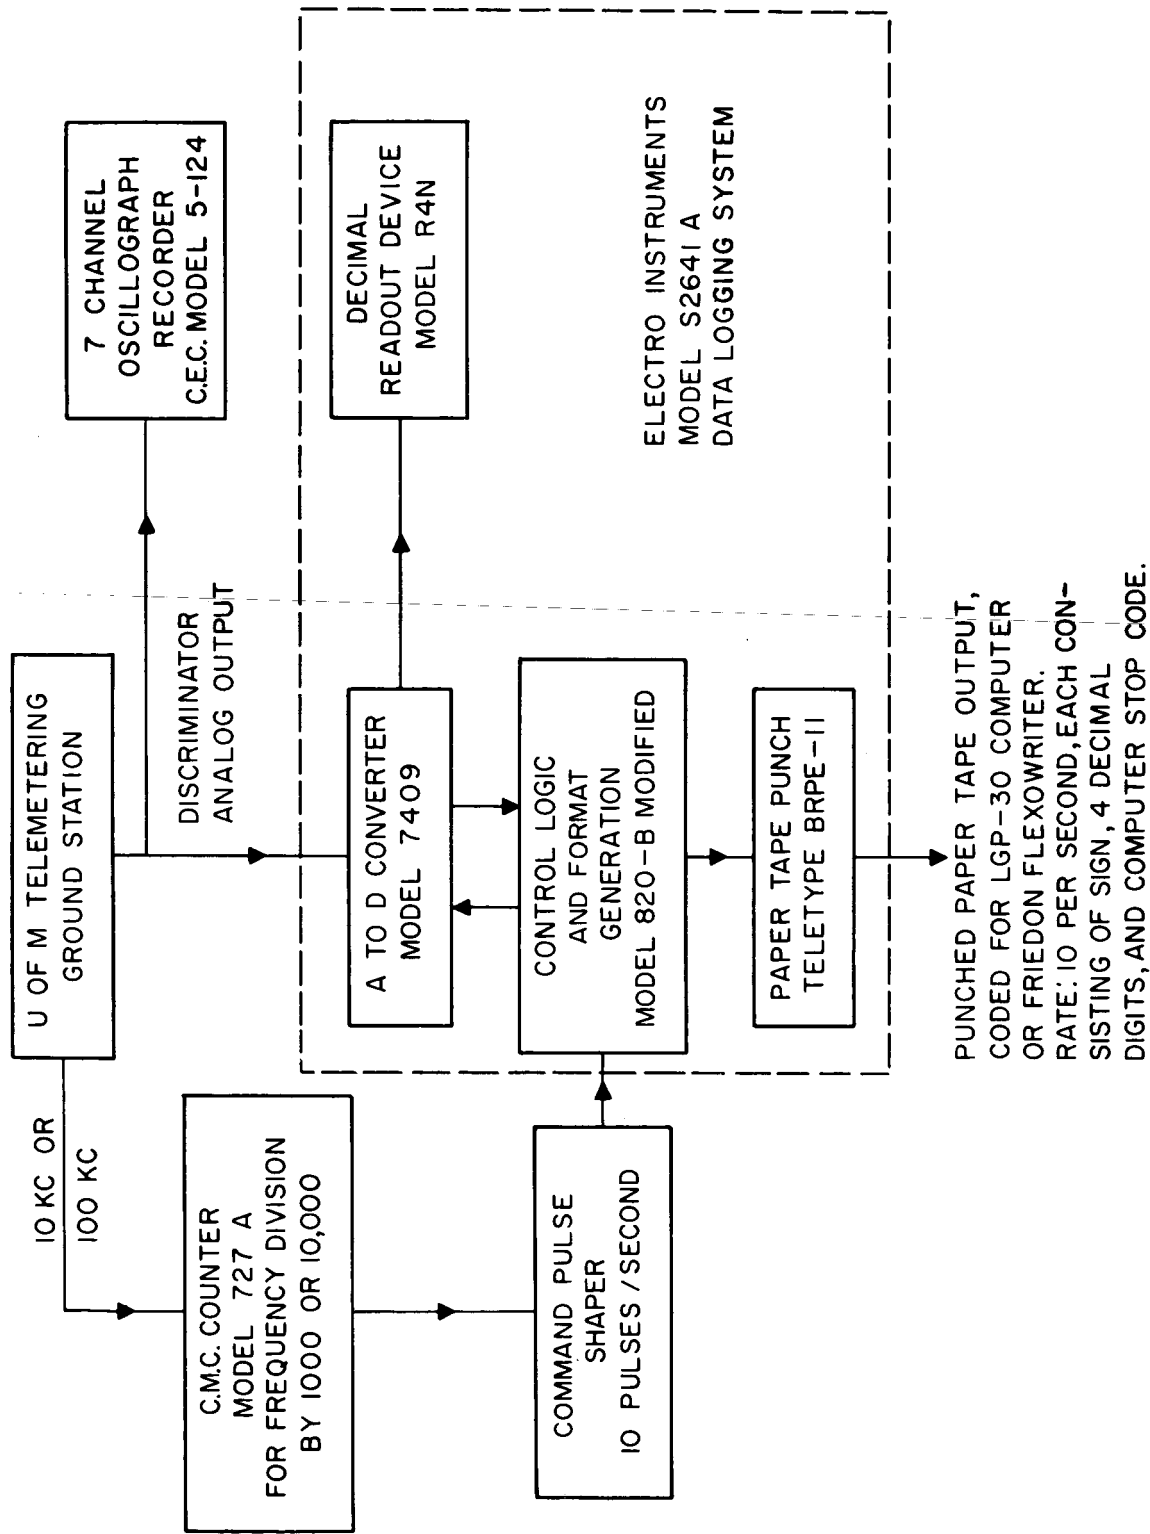 U OF M TELEMETERING
GROUND STATION
10 KC OR
100 KC
DISCRIMINATOR
ANALOG OUTPUT
7 CHANNEL
OSCILLOGRAPH
RECORDER
C.E.C. MODEL 5-124
C.M.C. COUNTER
MODEL 727 A
FOR FREQUENCY DIVISION
BY 1000 OR 10,000
A TO D CONVERTER
MODEL 7409
DECIMAL
READOUT DEVICE
MODEL R4N
COMMAND PULSE
SHAPER
10 PULSES / SECOND
CONTROL LOGIC
AND FORMAT
GENERATION
MODEL 820-B MODIFIED
ELECTRO INSTRUMENTS
MODEL S2641 A
DATA LOGGING SYSTEM
PAPER TAPE PUNCH
TELETYPE BRPE-11
PUNCHED PAPER TAPE OUTPUT,
CODED FOR LGP-30 COMPUTER
OR FRIEDON FLEXOWRITER.
RATE: 10 PER SECOND, EACH CON-
SISTING OF SIGN, 4 DECIMAL
DIGITS, AND COMPUTER STOP CODE.